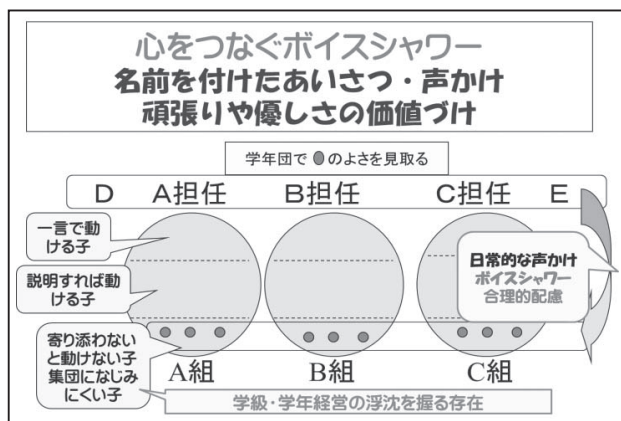 心をつなぐボイスシャワー
名前を付けたあいさつ・声かけ
頑張りや優しさの価値づけ
学年団で●のよさを見取る
D A担任 B担任 C担任 E
一言で動
ける子
説明すれば動
ける子
寄り添わない
と動けない子
集団になじみ
にくい子
日常的な声かけ
ボイスシャワー
合理的配慮
A組 B組 C組
学級・学年経営の浮沈を握る存在